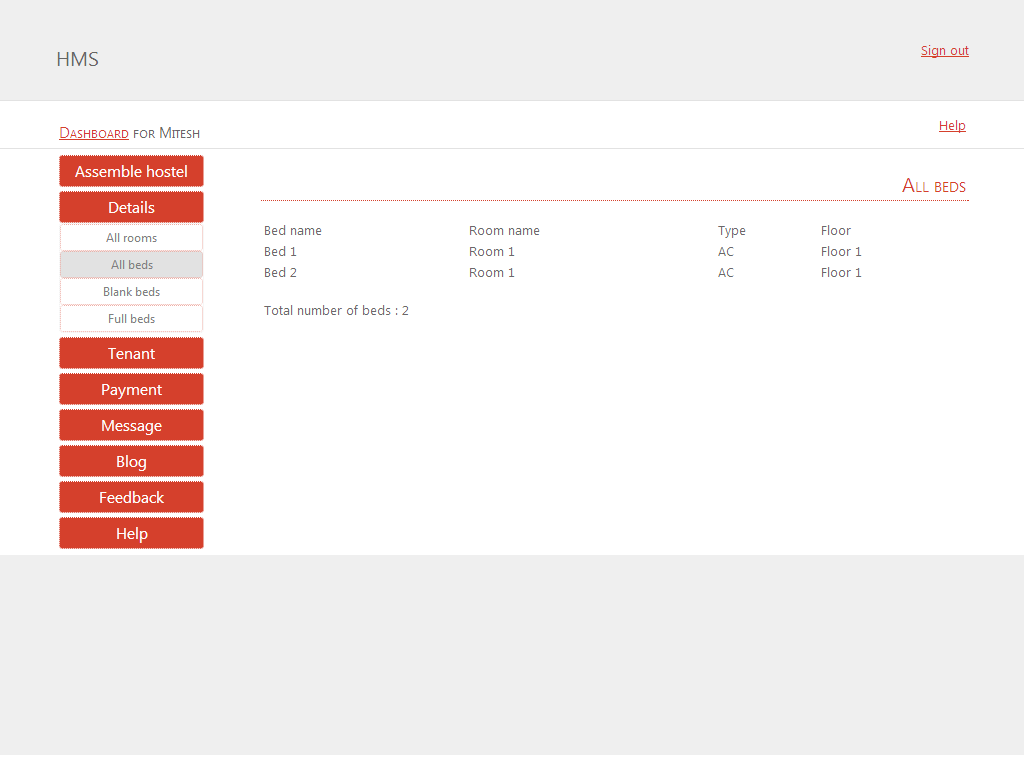 HMS
Sign out
Dashboard for Mitesh
Help
Assemble hostel
Details
All rooms
All beds
Blank beds
Full beds
Tenant
Payment
Message
Blog
Feedback
Help
All beds
Bed name Room name Type Floor
Bed 1 Room 1 AC Floor 1
Bed 2 Room 1 AC Floor 1
Total number of beds : 2